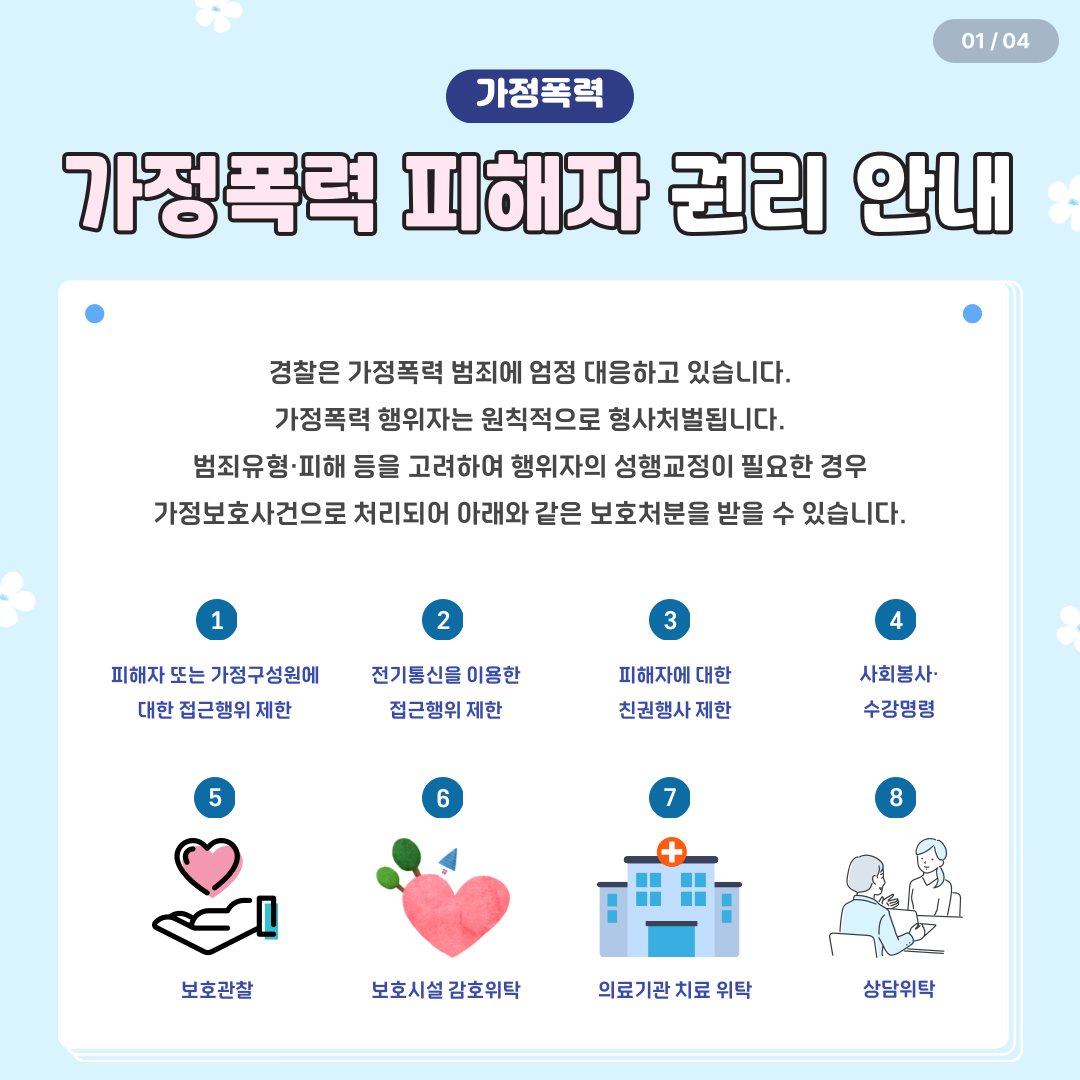 01 / 04
가정폭력
가정폭력 피해자 권리 안내
경찰은 가정폭력 범죄에 엄정 대응하고 있습니다.
가정폭력 행위자는 원칙적으로 형사처벌됩니다.
범죄유형·피해 등을 고려하여 행위자의 성행교정이 필요한 경우
가정보호사건으로 처리되어 아래와 같은 보호처분을 받을 수 있습니다.
1
피해자 또는 가정구성원에
대한 접근행위 제한
2
전기통신을 이용한
접근행위 제한
3
피해자에 대한
친권행사 제한
4
사회봉사·
수강명령
5
보호관찰
6
보호시설 감호위탁
7
의료기관 치료 위탁
8
상담위탁